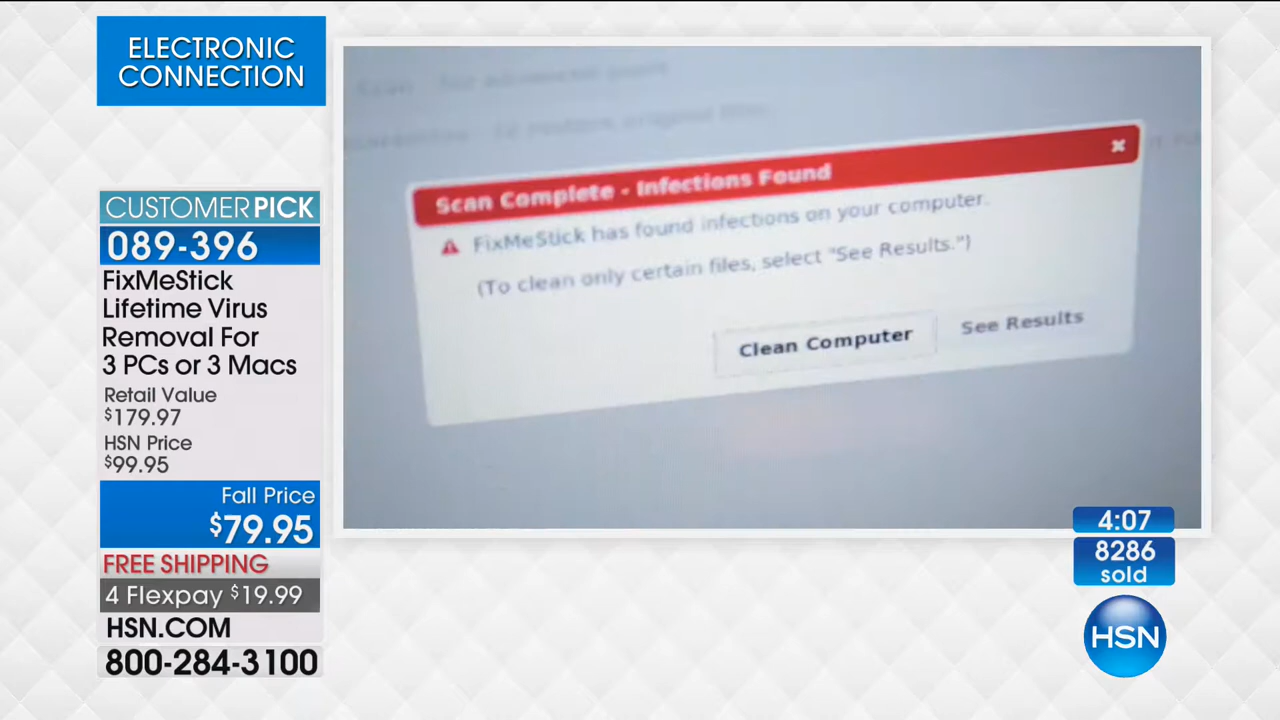 ELECTRONIC
CONNECTION
CUSTOMER PICK
089-396
FixMeStick
Lifetime Virus
Removal For
3 PCs or 3 Macs
Retail Value
$179.97
HSN Price
$99.95
Fall Price
$79.95
FREE SHIPPING
4 Flexpay $19.99
HSN.COM
800-284-3100
Scan Complete - Infections Found
FixMeStick has found infections on your computer.
(To clean only certain files, select "See Results.")
Clean Computer
See Results
4:07
8286
sold
HSN